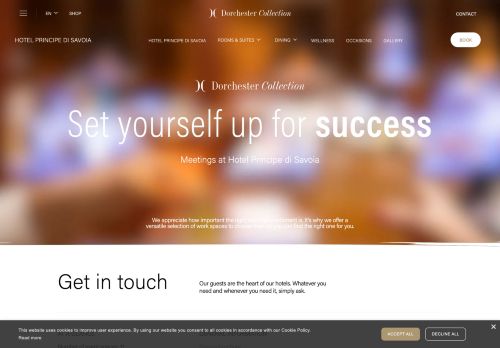 EN
SHOP
Dorchester Collection
CONTACT
HOTEL PRINCIPE DI SAVOIA
HOTEL PRINCIPE DI SAVOIA
ROOMS & SUITES
DINING
WELLNESS
OCCASIONS
GALLERY
BOOK
Dorchester Collection
Set yourself up for success
Meetings at Hotel Principe di Savoia
We appreciate how important the right working environment is. It's why we offer a
versatile selection of work spaces to choose from so you can find the right one for you.
Get in touch
Our guests are the heart of our hotels. Whatever you
need and whenever you need it, simply ask.
This website uses cookies to improve user experience. By using our website you consent to all cookies in accordance with our Cookie Policy.
Read more
ACCEPT ALL
DECLINE ALL